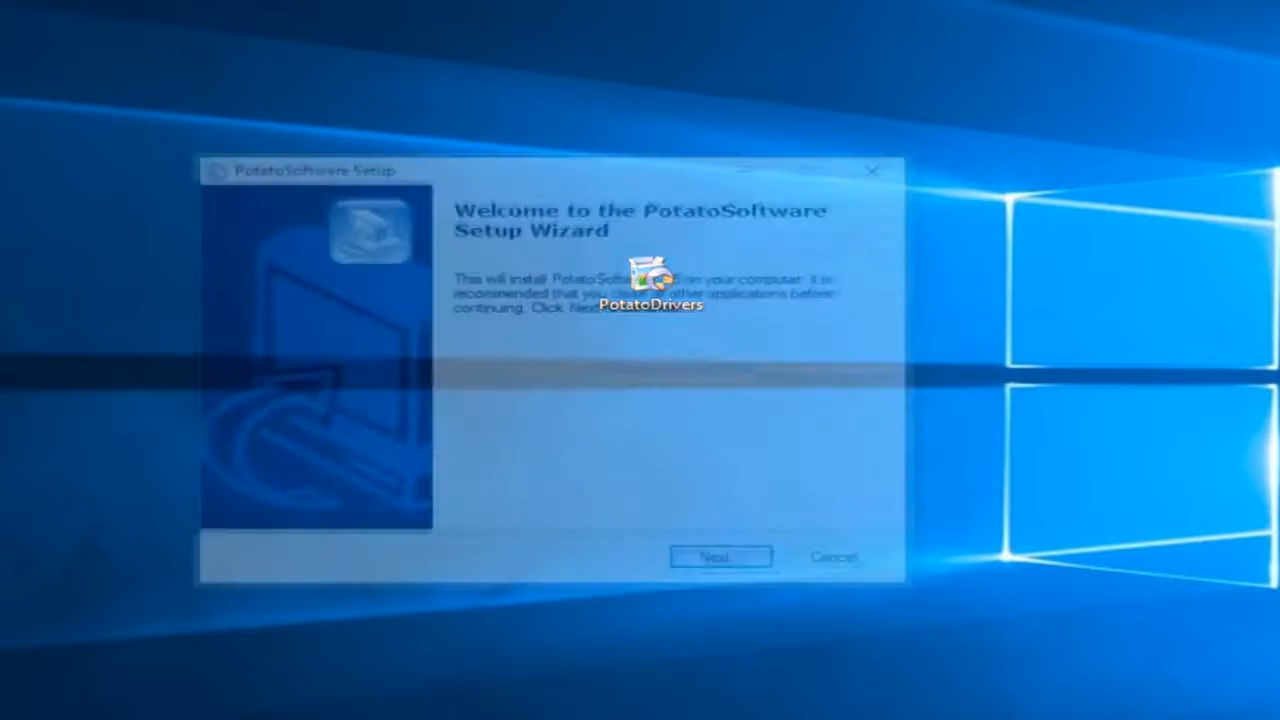 PotatoSoftware Setup
Welcome to the PotatoSoftware
Setup Wizard
This will install on your computer. It is
recommended that you other applications before
continuing. Click Next
PotatoDrivers
Next
Cancel